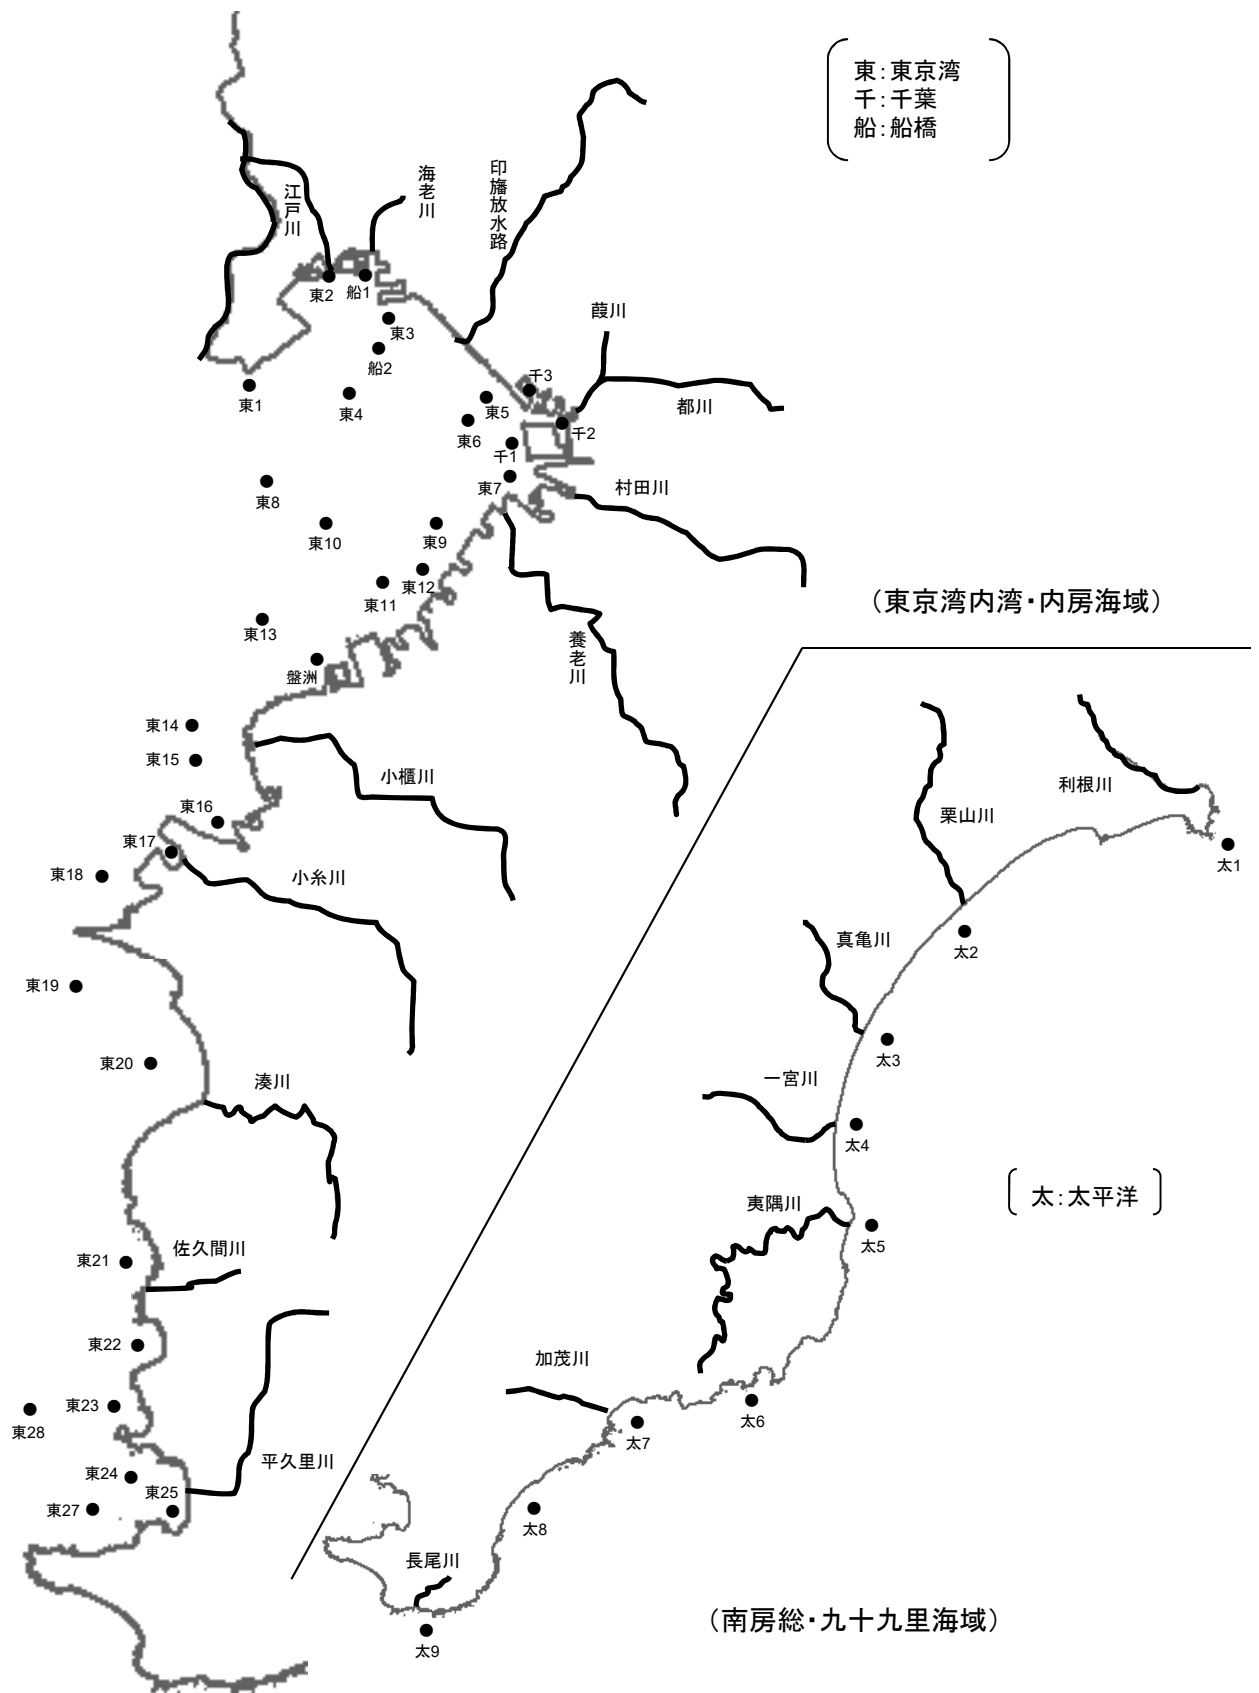 東：東京湾
千：千葉
船：船橋
江戸川
海老川
印旛放水路
東2
船1
東3
葭川
船2
千3
東1
東4
東5
都川
東6
千2
千1
東7
東8
村田川
東10
東9
東12
東11
（東京湾内湾・内房海域）
東13
養老川
盤洲
東14
東15
小櫃川
利根川
東16
栗山川
東17
太1
東18
小糸川
真亀川
太2
東19
太3
東20
湊川
一宮川
太4
太：太平洋
夷隅川
太5
東21
佐久間川
東22
加茂川
東23
太6
東28
太7
平久里川
東24
東25
東27
太8
長尾川
（南房総・九十九里海域）
太9